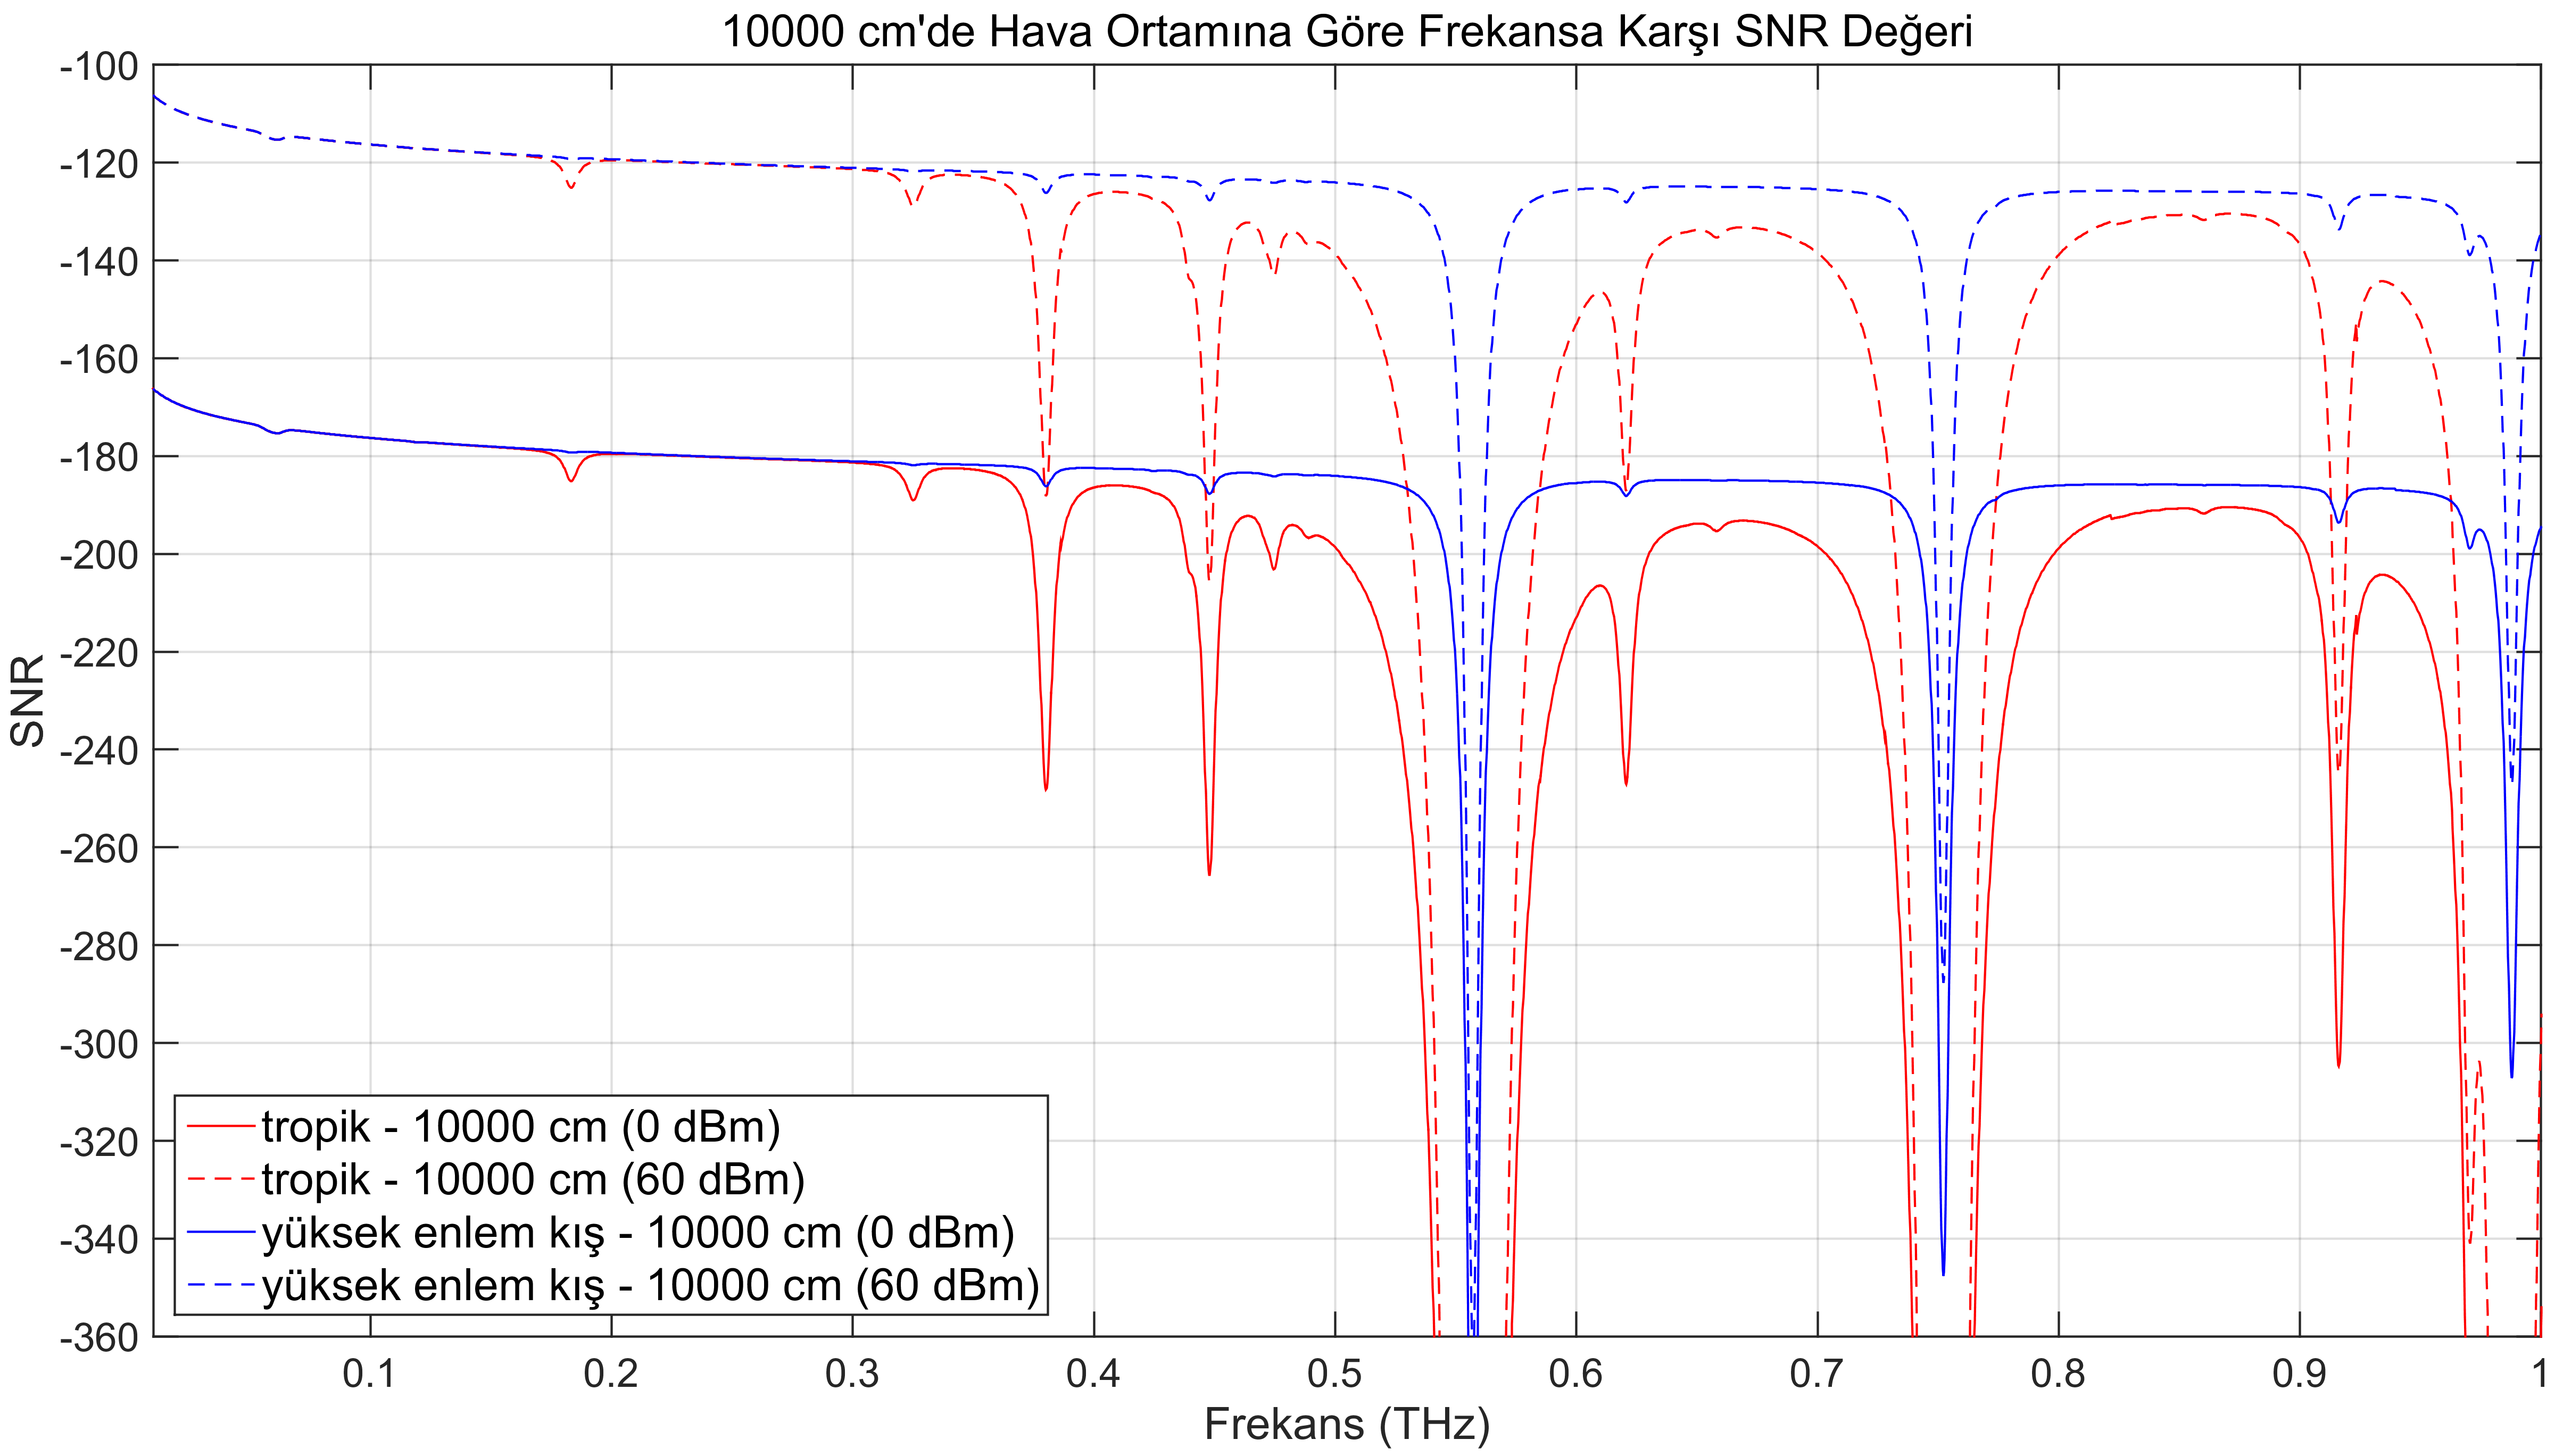 10000 cm'de Hava Ortamına Göre Frekansa Karşı SNR Değeri
-100
-120
-140
-160
-180
-200
-220
-240
-260
-280
-300
-320
-340
-360
SNR
tropik - 10000 cm (0 dBm)
tropik - 10000 cm (60 dBm)
yüksek enlem kış - 10000 cm (0 dBm)
yüksek enlem kış - 10000 cm (60 dBm)
0.1 0.2 0.3 0.4 0.5 0.6 0.7 0.8 0.9 1
Frekans (THz)